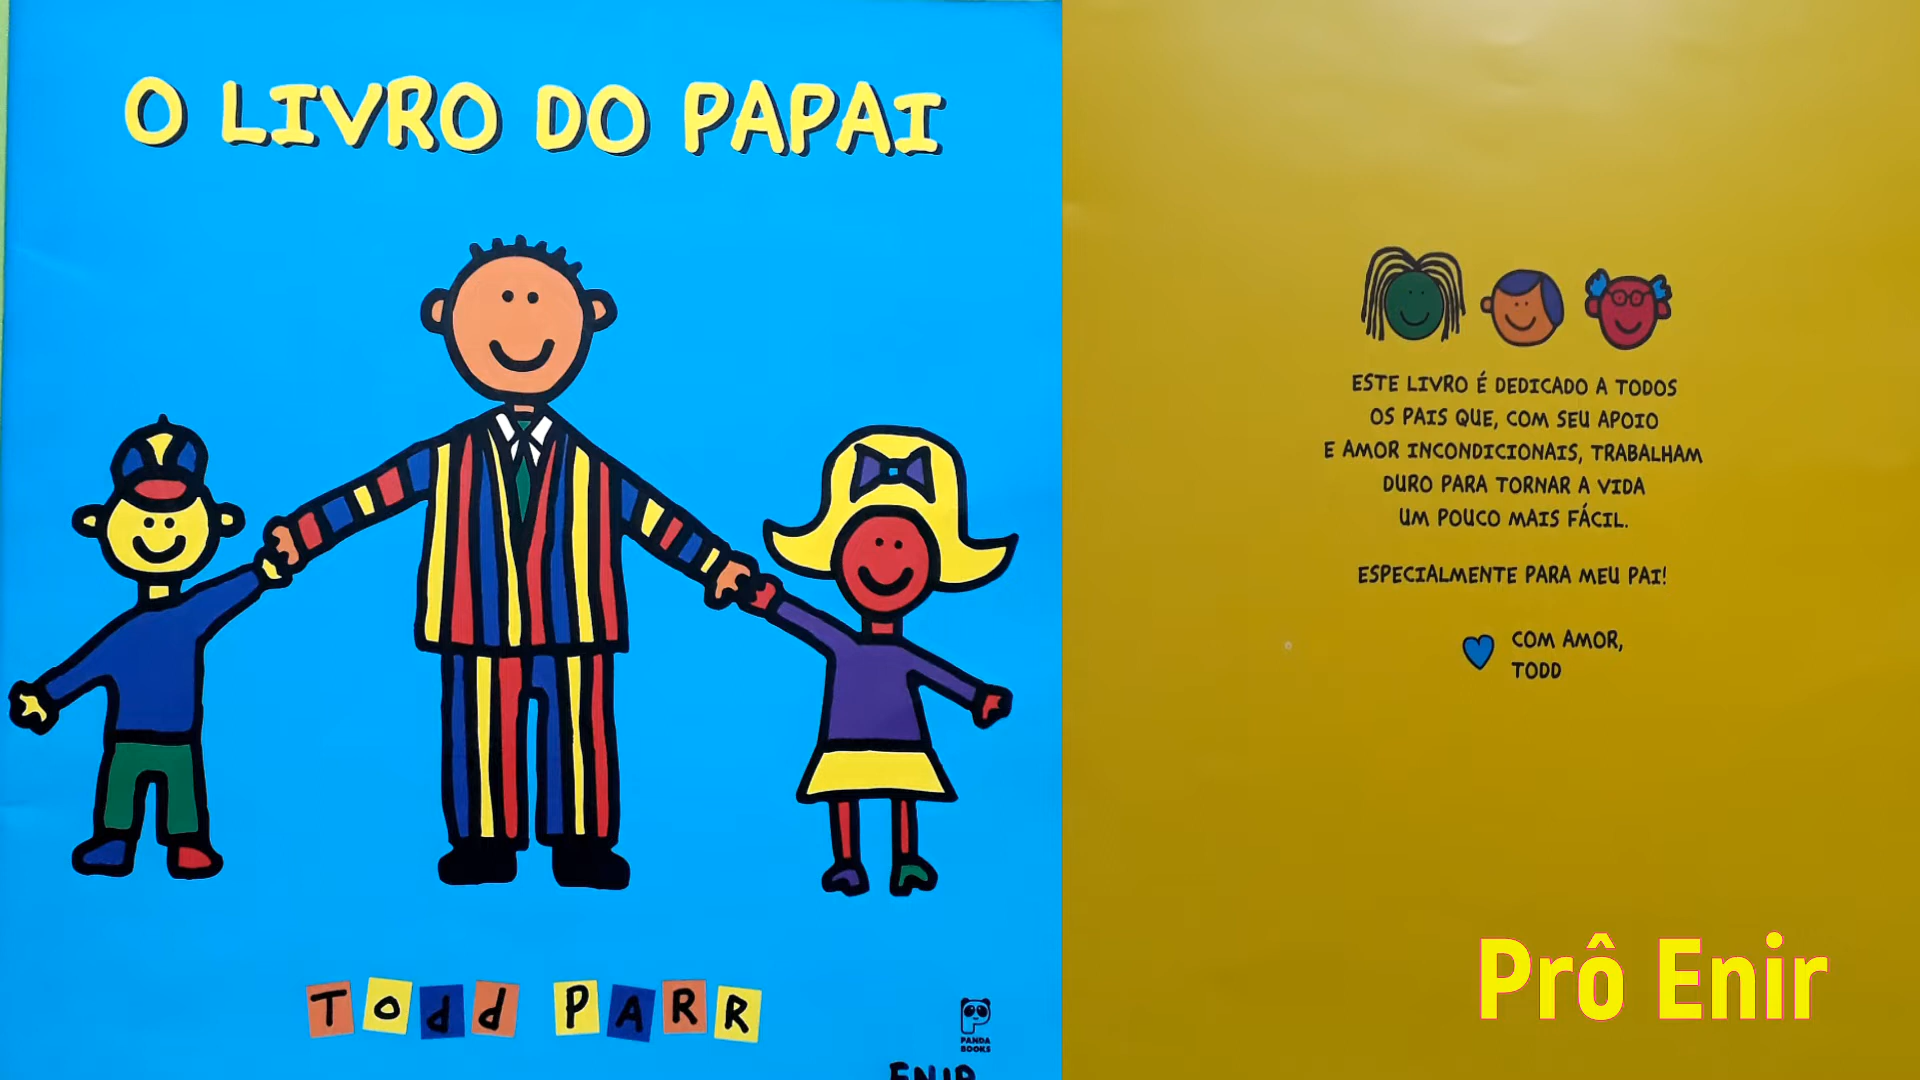 O LIVRO DO PAPAI
TODD PARR
PANDA
BOOKS
ENIR
ESTE LIVRO É DEDICADO A TODOS
OS PAIS QUE, COM SEU APOIO
E AMOR INCONDICIONAIS, TRABALHAM
DURO PARA TORNAR A VIDA
UM POUCO MAIS FÁCIL.
ESPECIALMENTE PARA MEU PAI!
COM AMOR,
TODD
Prô Enir